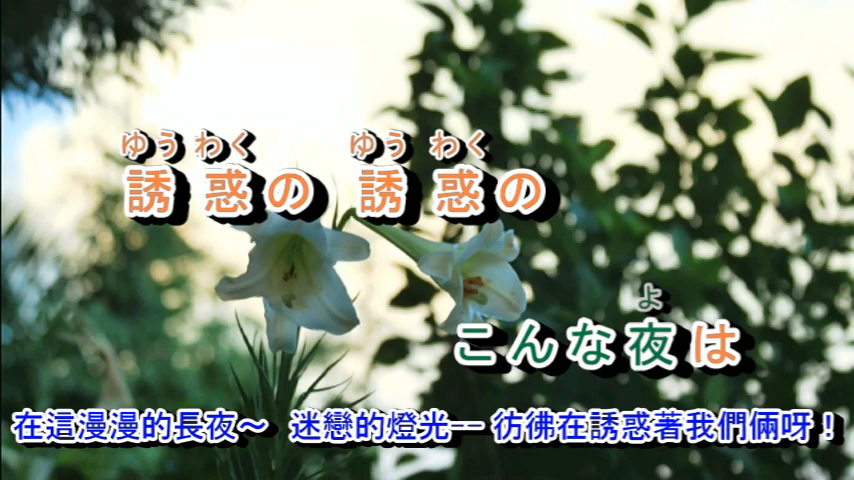 ゆう わく ゆう わく
誘惑の 誘惑の
よ
こんな夜は
在這漫漫的長夜～ 迷戀的燈光-- 彷彿在誘惑著我們倆呀！